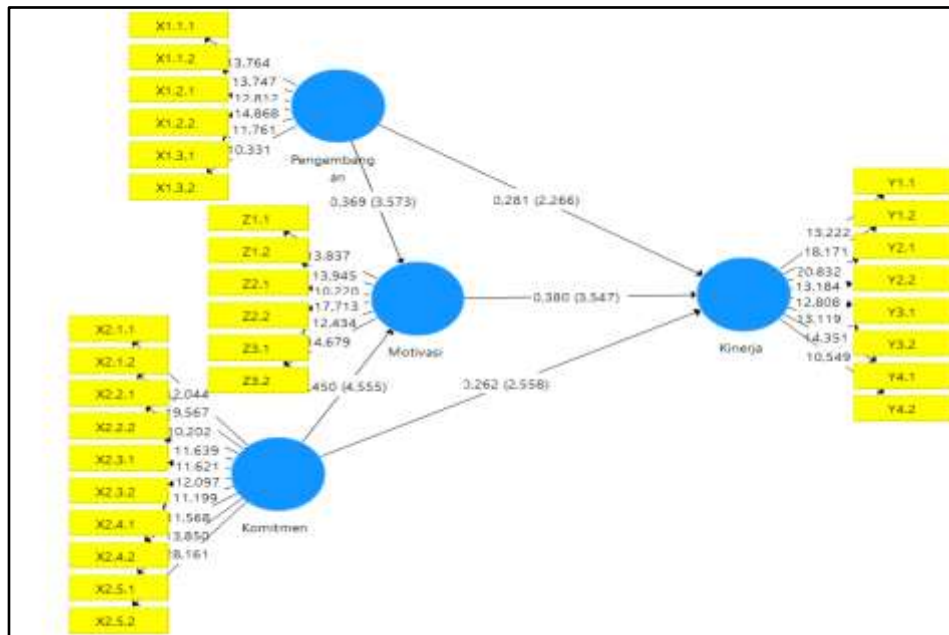 X1.1.1
X1.1.2
X1.2.1
X1.2.2
X1.3.1
X1.3.2
13.764
13.747
12.812
14.868
11.761
10.331
Pengembang
an
0.369 (3.573)
0.281 (2.266)
Z1.1
Z1.2
Z2.1
Z2.2
Z3.1
Z3.2
13.837
13.945
10.220
17.713
12.434
14.679
Motivasi
0.380 (3.547)
Y1.1
Y1.2
Y2.1
Y2.2
Y3.1
Y3.2
Y4.1
Y4.2
18.171
20.832
13.184
12.808
13.119
14.351
10.549
Kinerja
X2.1.1
X2.1.2
X2.2.1
X2.2.2
X2.3.1
X2.3.2
X2.4.1
X2.4.2
X2.5.1
X2.5.2
9.567
10.202
11.639
11.621
12.097
11.199
11.568
13.850
Komitmen
0.450 (4.555)
0.262 (2.558)